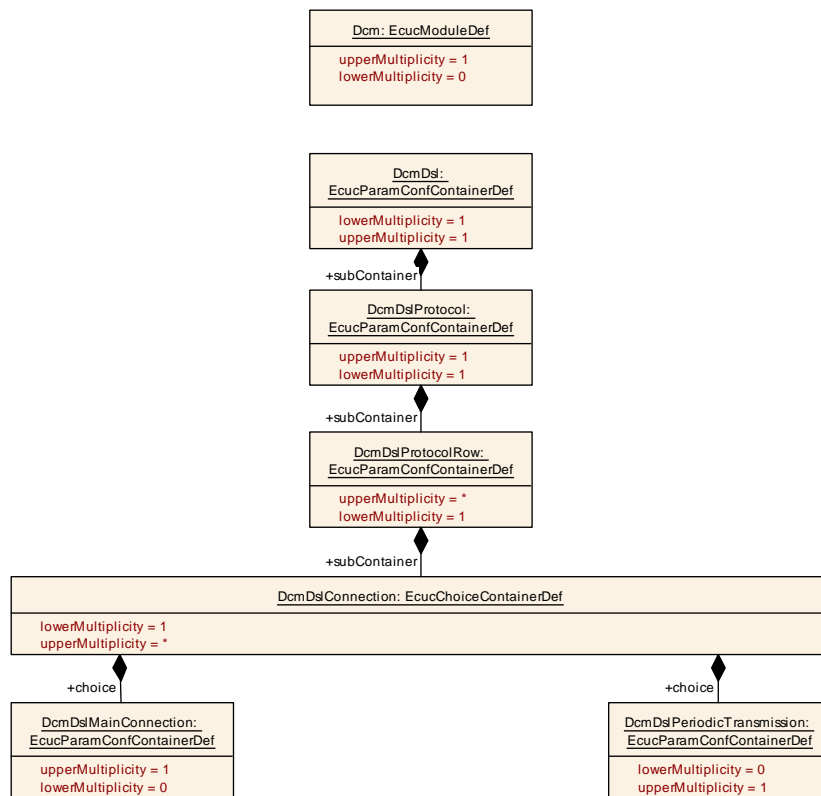 Dcm: EcucModuleDef
upperMultiplicity = 1
lowerMultiplicity = 0
DcmDsl:
EcucParamConfContainerDef
lowerMultiplicity = 1
upperMultiplicity = 1
+subContainer
DcmDslProtocol:
EcucParamConfContainerDef
upperMultiplicity = 1
lowerMultiplicity = 1
+subContainer
DcmDslProtocolRow:
EcucParamConfContainerDef
upperMultiplicity = *
lowerMultiplicity = 1
+subContainer
DcmDslConnection: EcucChoiceContainerDef
lowerMultiplicity = 1
upperMultiplicity = *
+choice
+choice
DcmDslMainConnection:
EcucParamConfContainerDef
upperMultiplicity = 1
lowerMultiplicity = 0
DcmDslPeriodicTransmission:
EcucParamConfContainerDef
lowerMultiplicity = 0
upperMultiplicity = 1